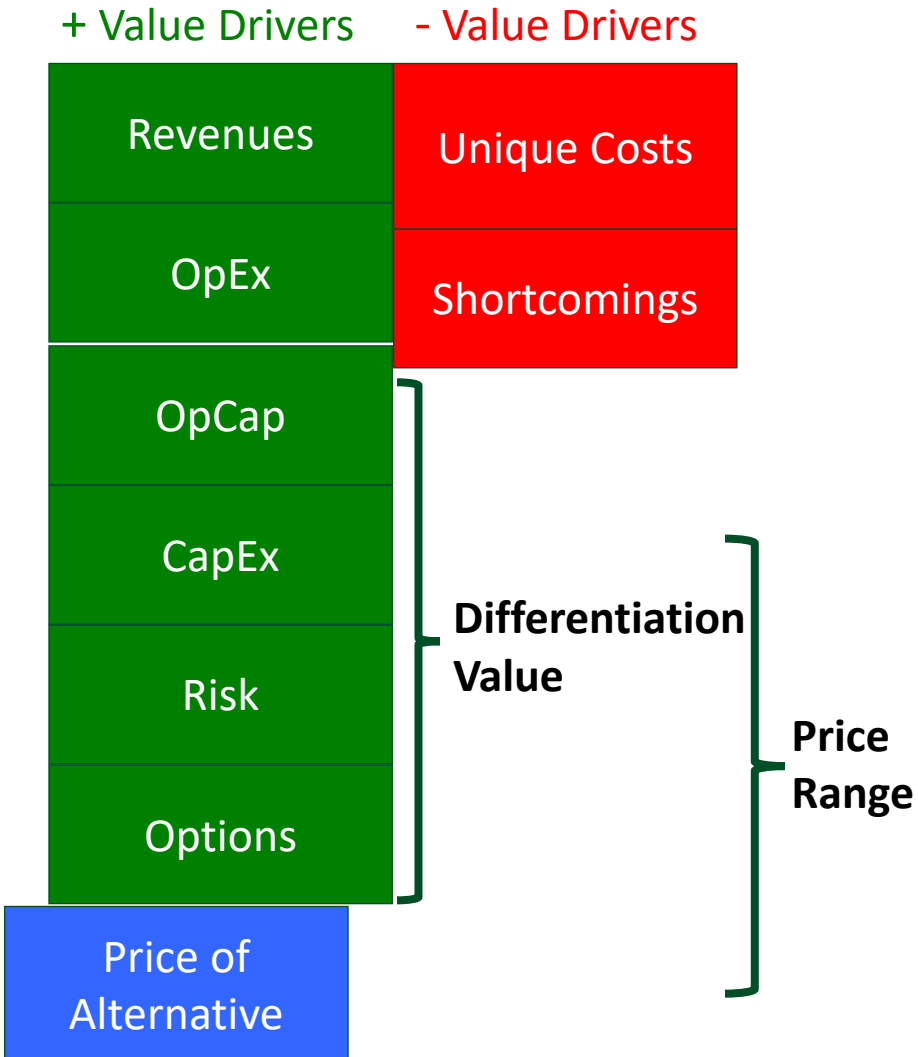 + Value Drivers
- Value Drivers
Revenues
Unique Costs
OpEx
Shortcomings
OpCap
CapEx
Differentiation
Value
Risk
Price
Range
Options
Price of
Alternative